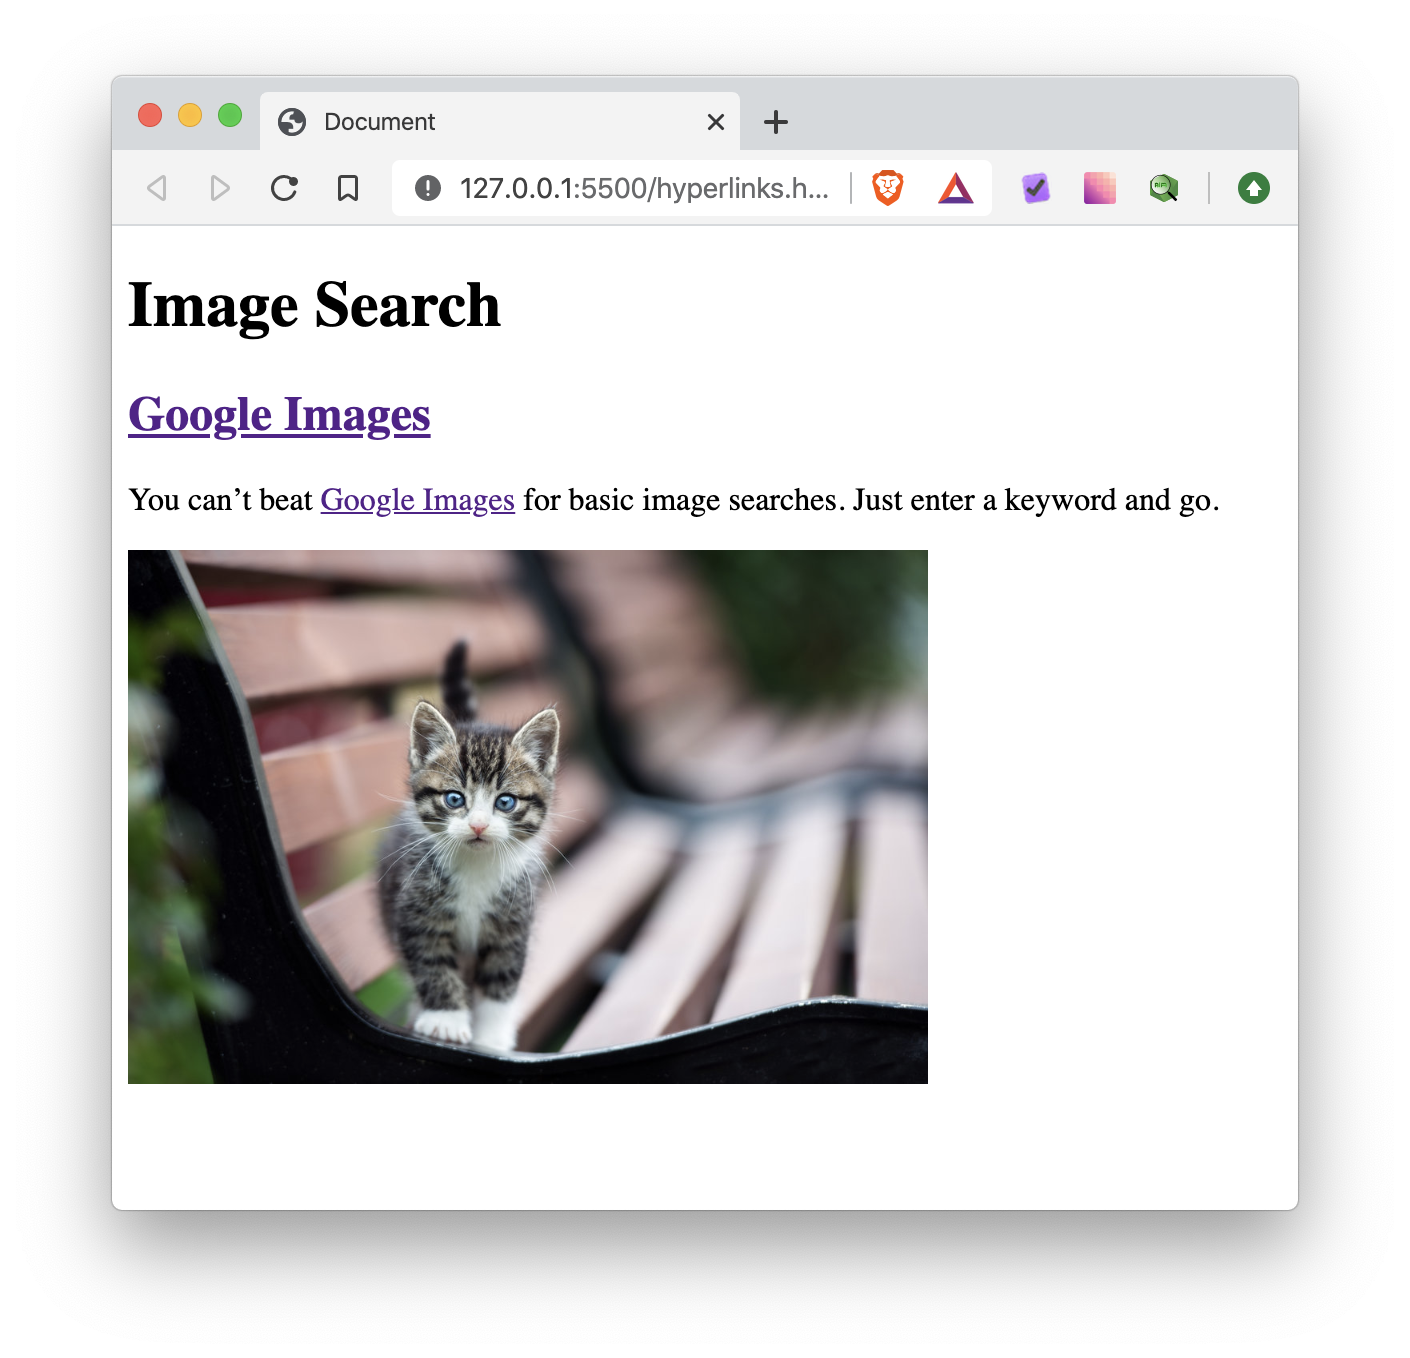 Document
127.0.0.1:5500/hyperlinks.h...
RiFi
Image Search
Google Images
You can’t beat Google Images for basic image searches. Just enter a keyword and go.